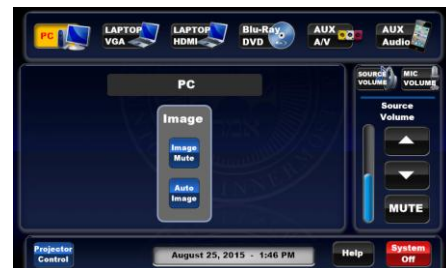 PC
LAPTOP
VGA
LAPTOP
HDMI
Blu-Ray
DVD
AUX
A/V
AUX
Audio
PC
Image
Image
Mute
Auto
Image
SOURCE
VOLUME
MIC
VOLUME
Source
Volume
MUTE
Projector
Control
August 25, 2015 - 1:46 PM
Help
System
Off